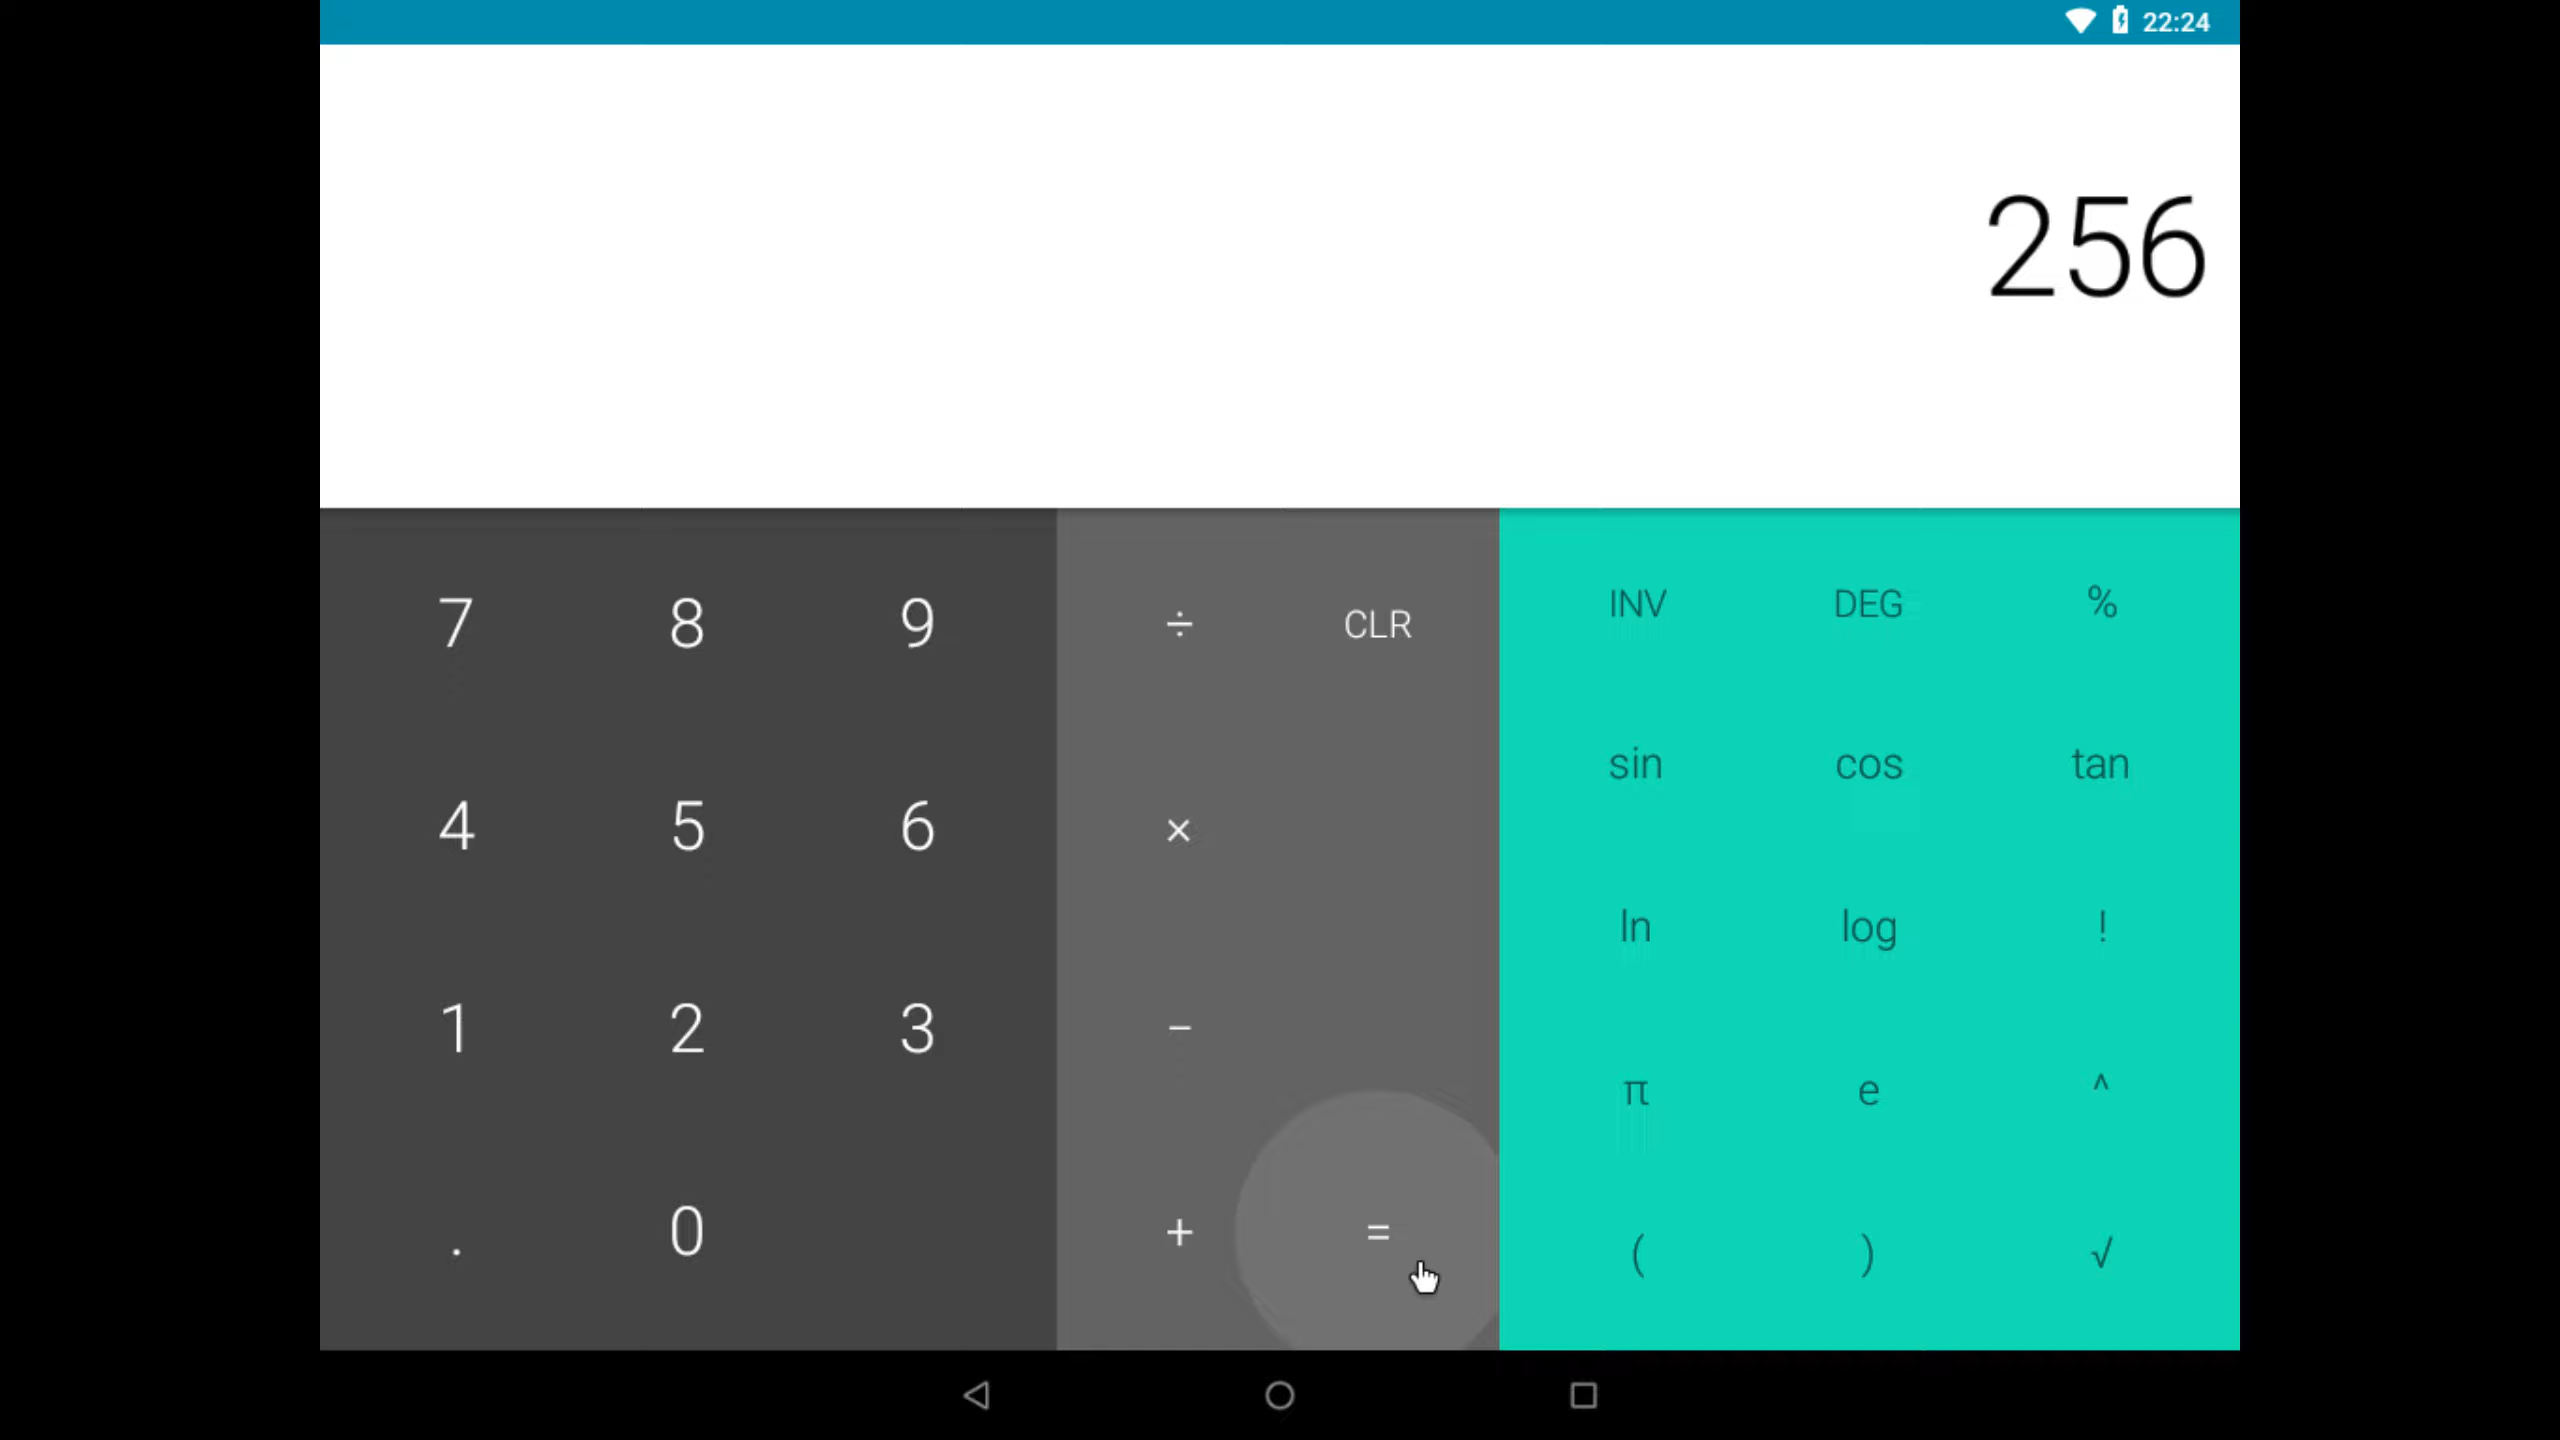 22:24
256
7 8 9 ÷ CLR INV DEG %
4 5 6 × sin cos tan
ln log !
1 2 3 − π e ^
. 0 + = ( ) √